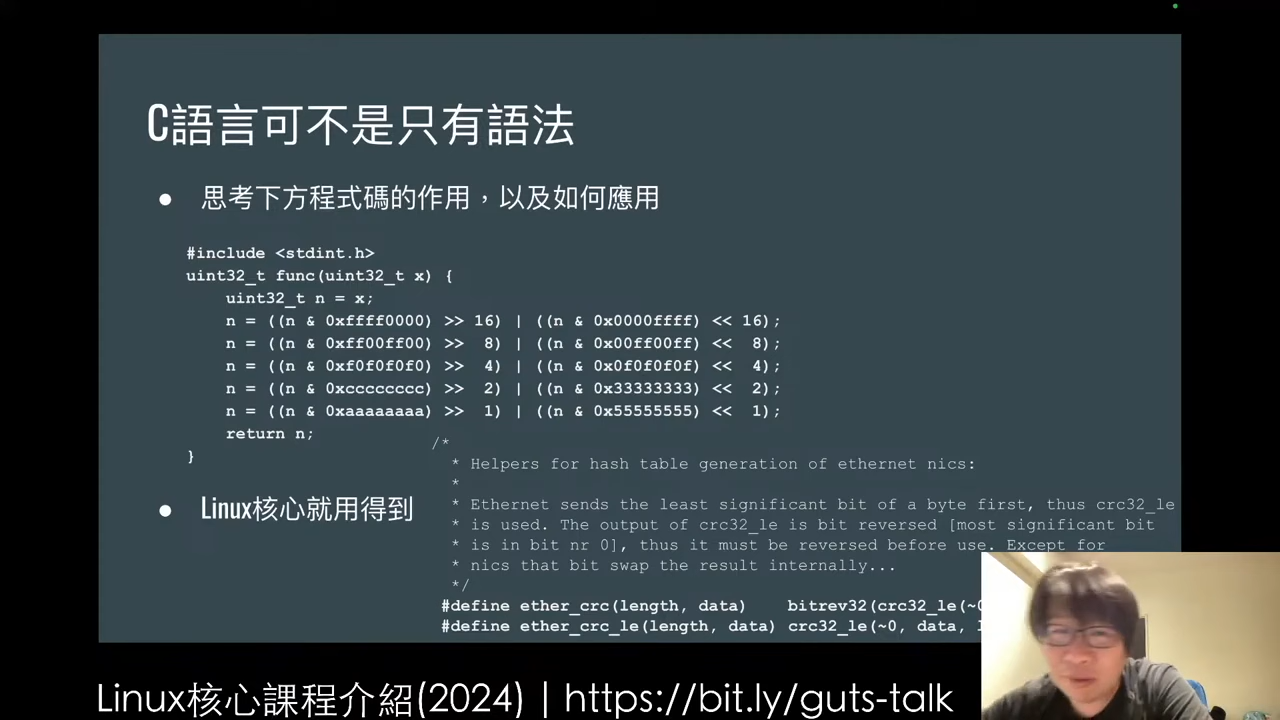 C語言可不是只有語法
● 思考下方程式碼的作用，以及如何應用
#include <stdint.h>
uint32_t func(uint32_t x) {
    uint32_t n = x;
    n = ((n & 0xffff0000) >> 16) | ((n & 0x0000ffff) << 16);
    n = ((n & 0xff00ff00) >>  8) | ((n & 0x00ff00ff) <<  8);
    n = ((n & 0xf0f0f0f0) >>  4) | ((n & 0x0f0f0f0f) <<  4);
    n = ((n & 0xcccccccc) >>  2) | ((n & 0x33333333) <<  2);
    n = ((n & 0xaaaaaaaa) >>  1) | ((n & 0x55555555) <<  1);
    return n;
}
● Linux核心就用得到
/*
 * Helpers for hash table generation of ethernet nics:
 *
 * Ethernet sends the least significant bit of a byte first, thus crc32_le
 * is used. The output of crc32_le is bit reversed [most significant bit
 * is in bit nr 0], thus it must be reversed before use. Except for
 * nics that bit swap the result internally...
 */
#define ether_crc(length, data)    bitrev32(crc32_le(~0
#define ether_crc_le(length, data) crc32_le(~0, data,
Linux核心課程介紹(2024) | https://bit.ly/guts-talk